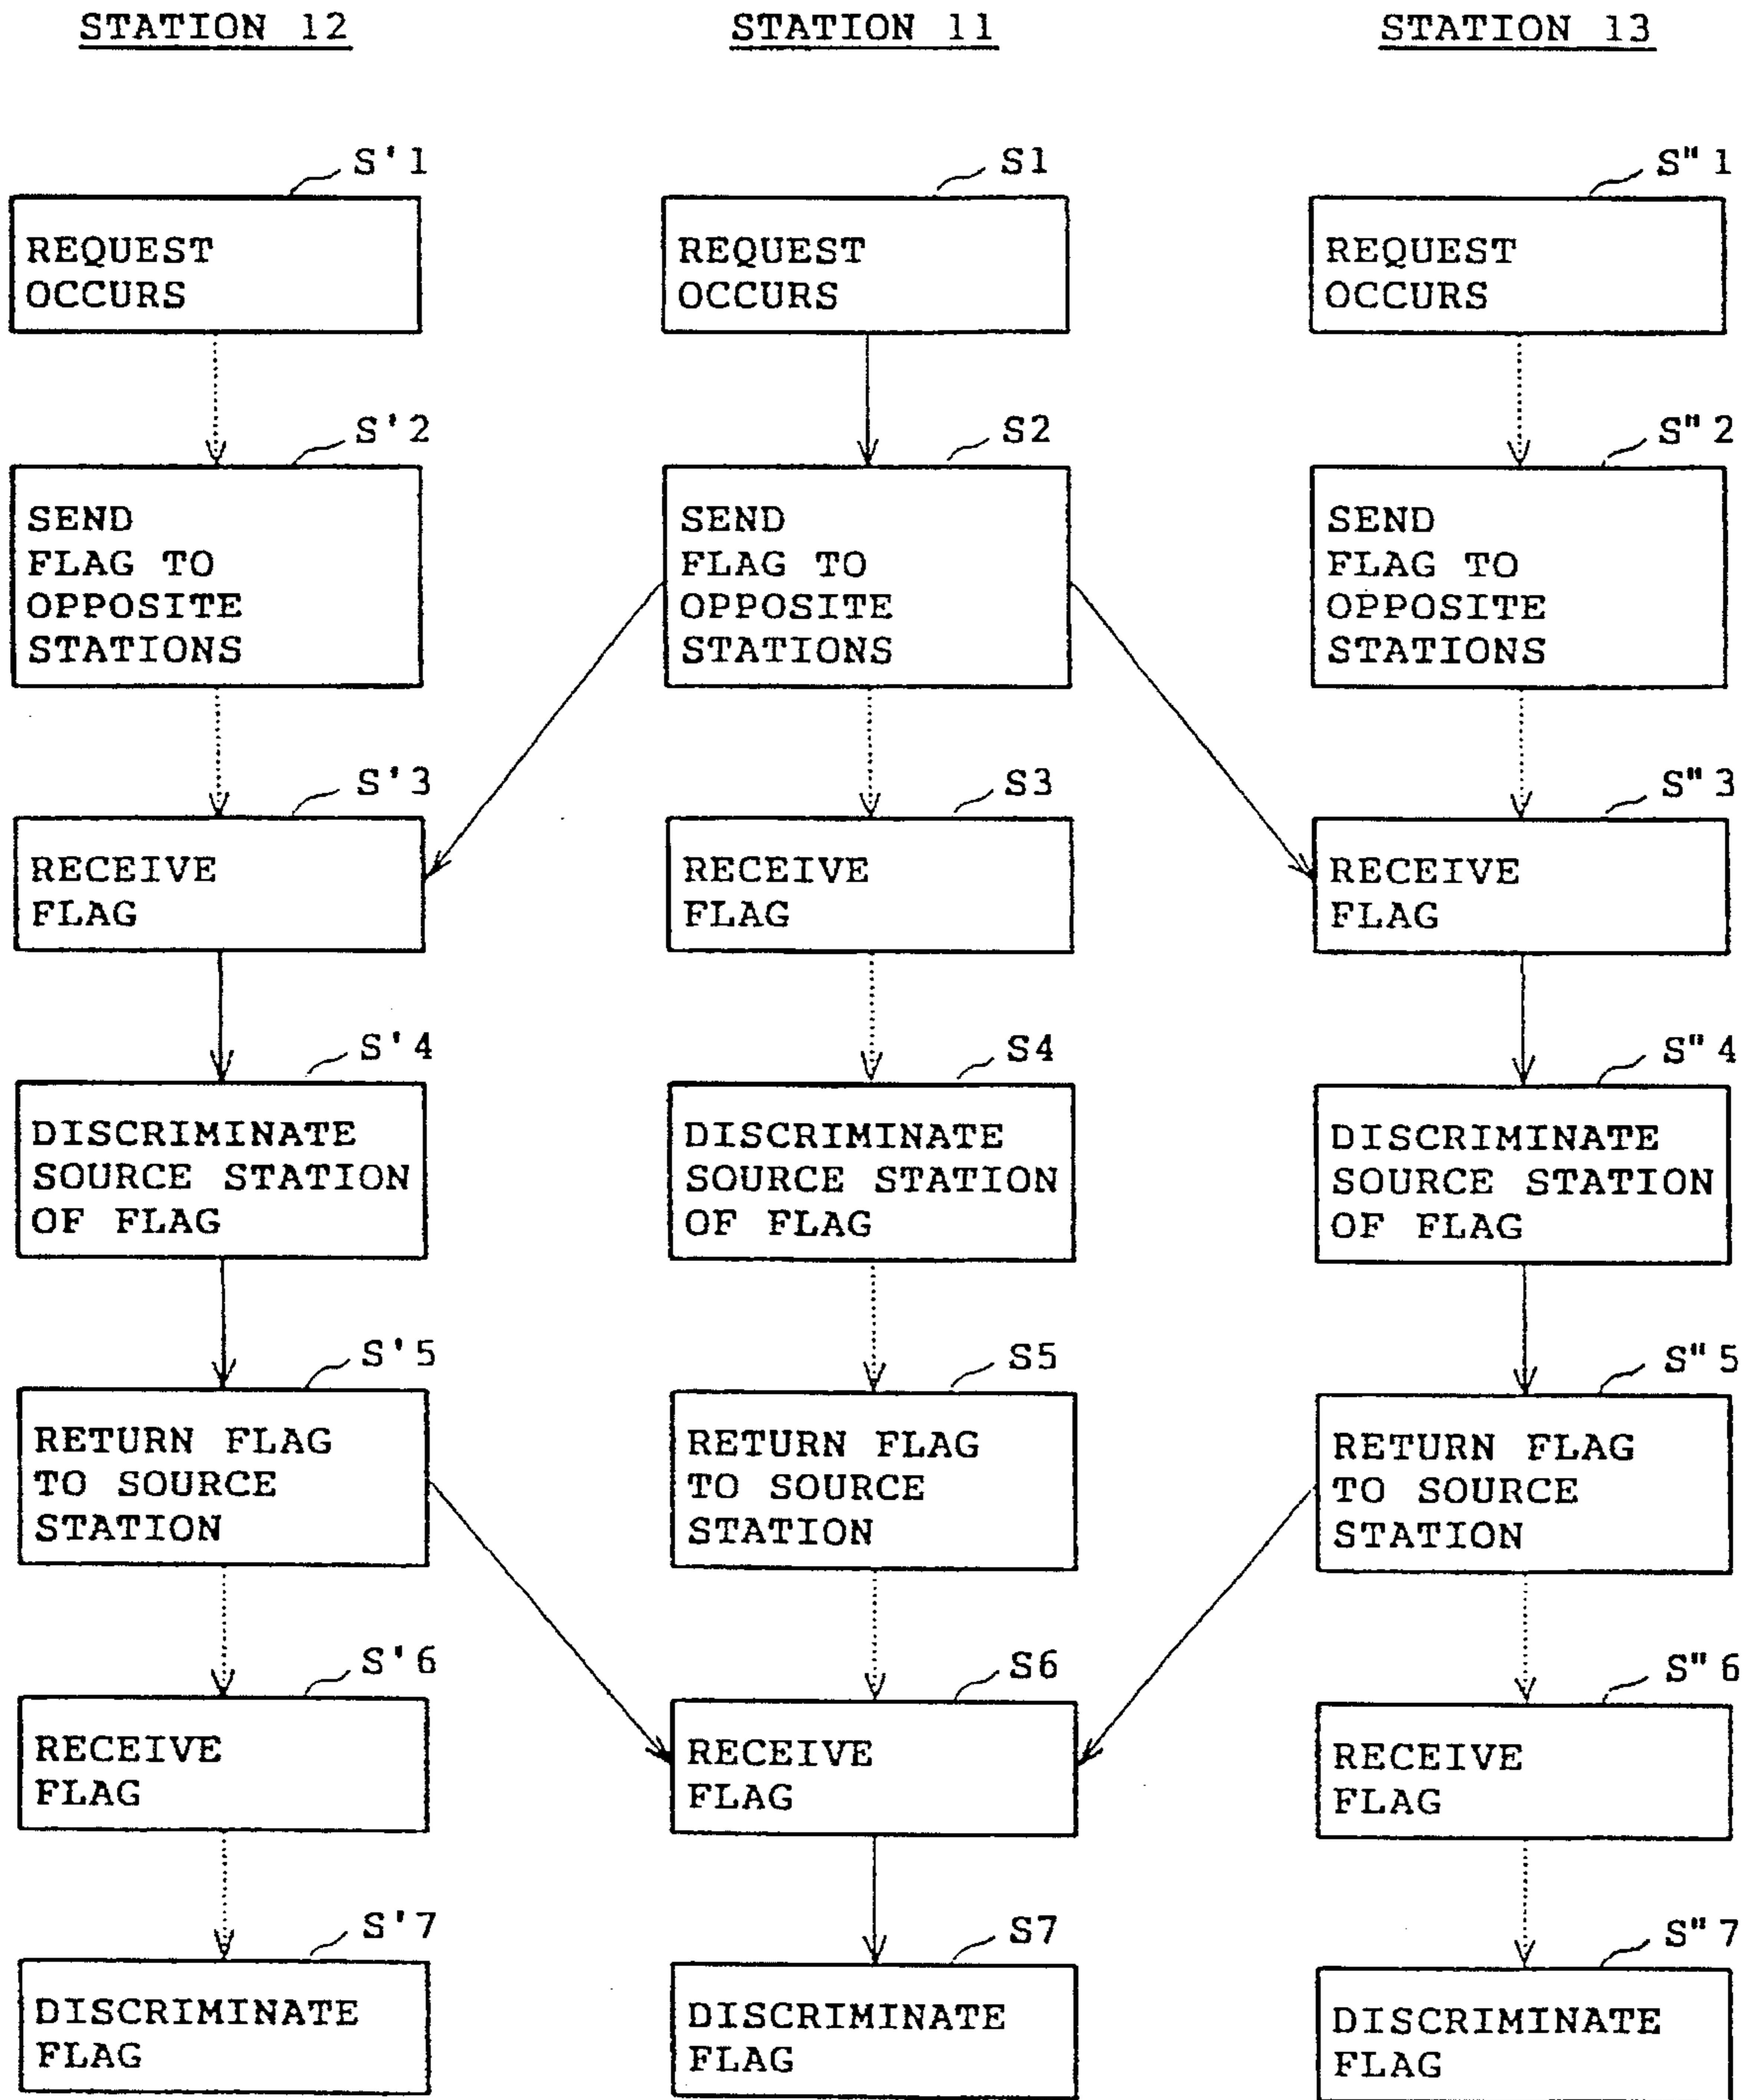 STATION 12
STATION 11
STATION 13
S'1
S1
S"1
REQUEST
OCCURS
REQUEST
OCCURS
REQUEST
OCCURS
S'2
S2
S"2
SEND
FLAG TO
OPPOSITE
STATIONS
SEND
FLAG TO
OPPOSITE
STATIONS
SEND
FLAG TO
OPPOSITE
STATIONS
S'3
S3
S"3
RECEIVE
FLAG
RECEIVE
FLAG
RECEIVE
FLAG
S'4
S4
S"4
DISCRIMINATE
SOURCE STATION
OF FLAG
DISCRIMINATE
SOURCE STATION
OF FLAG
DISCRIMINATE
SOURCE STATION
OF FLAG
S'5
S5
S"5
RETURN FLAG
TO SOURCE
STATION
RETURN FLAG
TO SOURCE
STATION
RETURN FLAG
TO SOURCE
STATION
S'6
S6
S"6
RECEIVE
FLAG
RECEIVE
FLAG
RECEIVE
FLAG
S'7
S7
S"7
DISCRIMINATE
FLAG
DISCRIMINATE
FLAG
DISCRIMINATE
FLAG